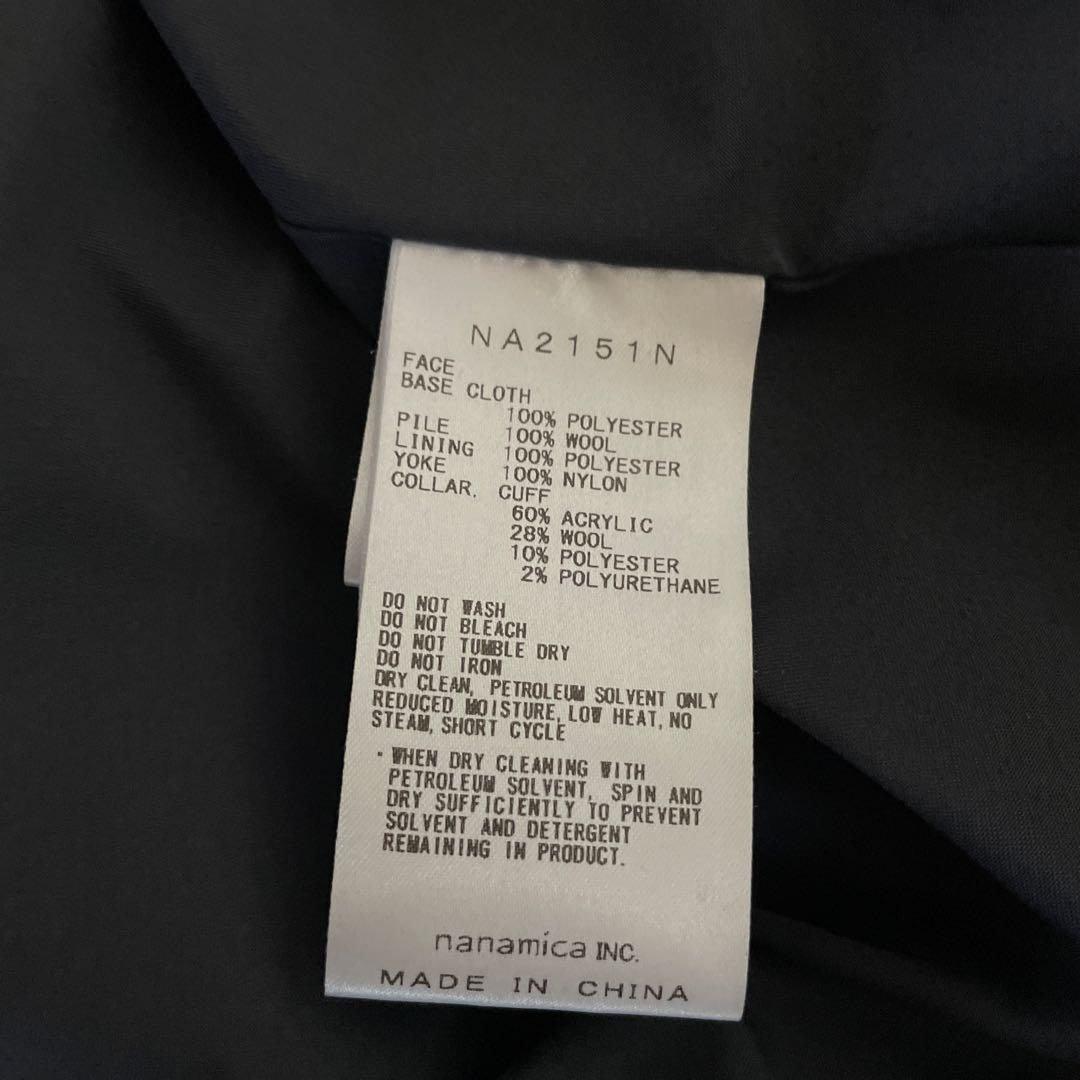 NA2151N
FACE
BASE CLOTH
100% POLYESTER
PILE 100% WOOL
LINING 100% POLYESTER
YOKE 100% NYLON
COLLAR, CUFF
60% ACRYLIC
28% WOOL
10% POLYESTER
2% POLYURETHANE
DO NOT WASH
DO NOT BLEACH
DO NOT TUMBLE DRY
DO NOT IRON
DRY CLEAN, PETROLEUM SOLVENT ONLY
REDUCED MOISTURE, LOW HEAT, NO
STEAM, SHORT CYCLE
・WHEN DRY CLEANING WITH
PETROLEUM SOLVENT, SPIN AND
DRY SUFFICIENTLY TO PREVENT
SOLVENT AND DETERGENT
REMAINING IN PRODUCT.
nanamica INC.
MADE IN CHINA